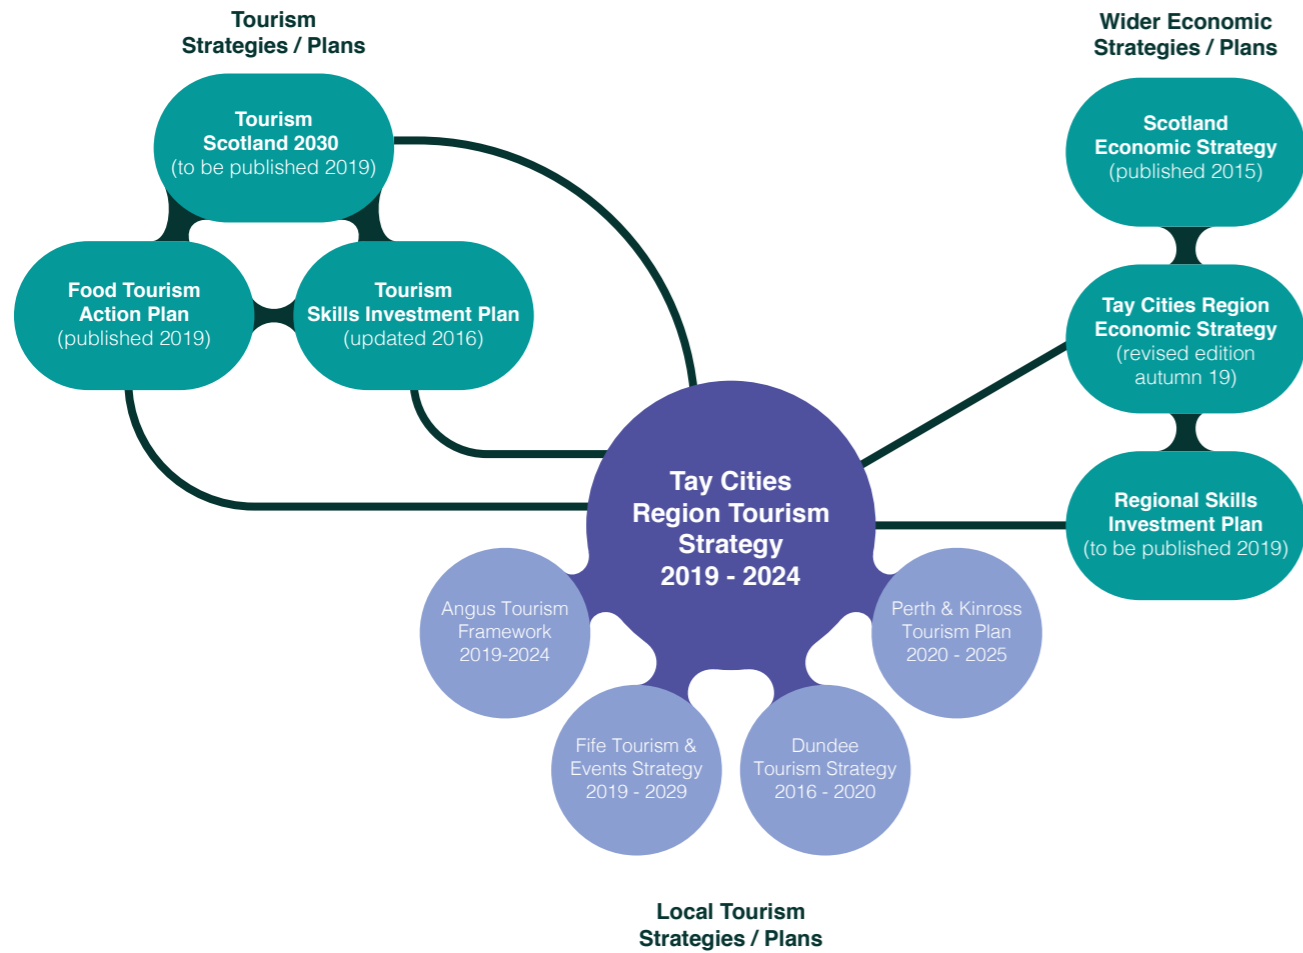 Tourism
Strategies / Plans
Tourism
Scotland 2030
(to be published 2019)
Food Tourism
Action Plan
(published 2019)
Tourism
Skills Investment Plan
(updated 2016)
Wider Economic
Strategies / Plans
Scotland
Economic Strategy
(published 2015)
Tay Cities Region
Economic Strategy
(revised edition
autumn 19)
Regional Skills
Investment Plan
(to be published 2019)
Tay Cities
Region Tourism
Strategy
2019 - 2024
Angus Tourism
Framework
2019-2024
Fife Tourism &
Events Strategy
2019 - 2029
Dundee
Tourism Strategy
2016 - 2020
Perth & Kinross
Tourism Plan
2020 - 2025
Local Tourism
Strategies / Plans